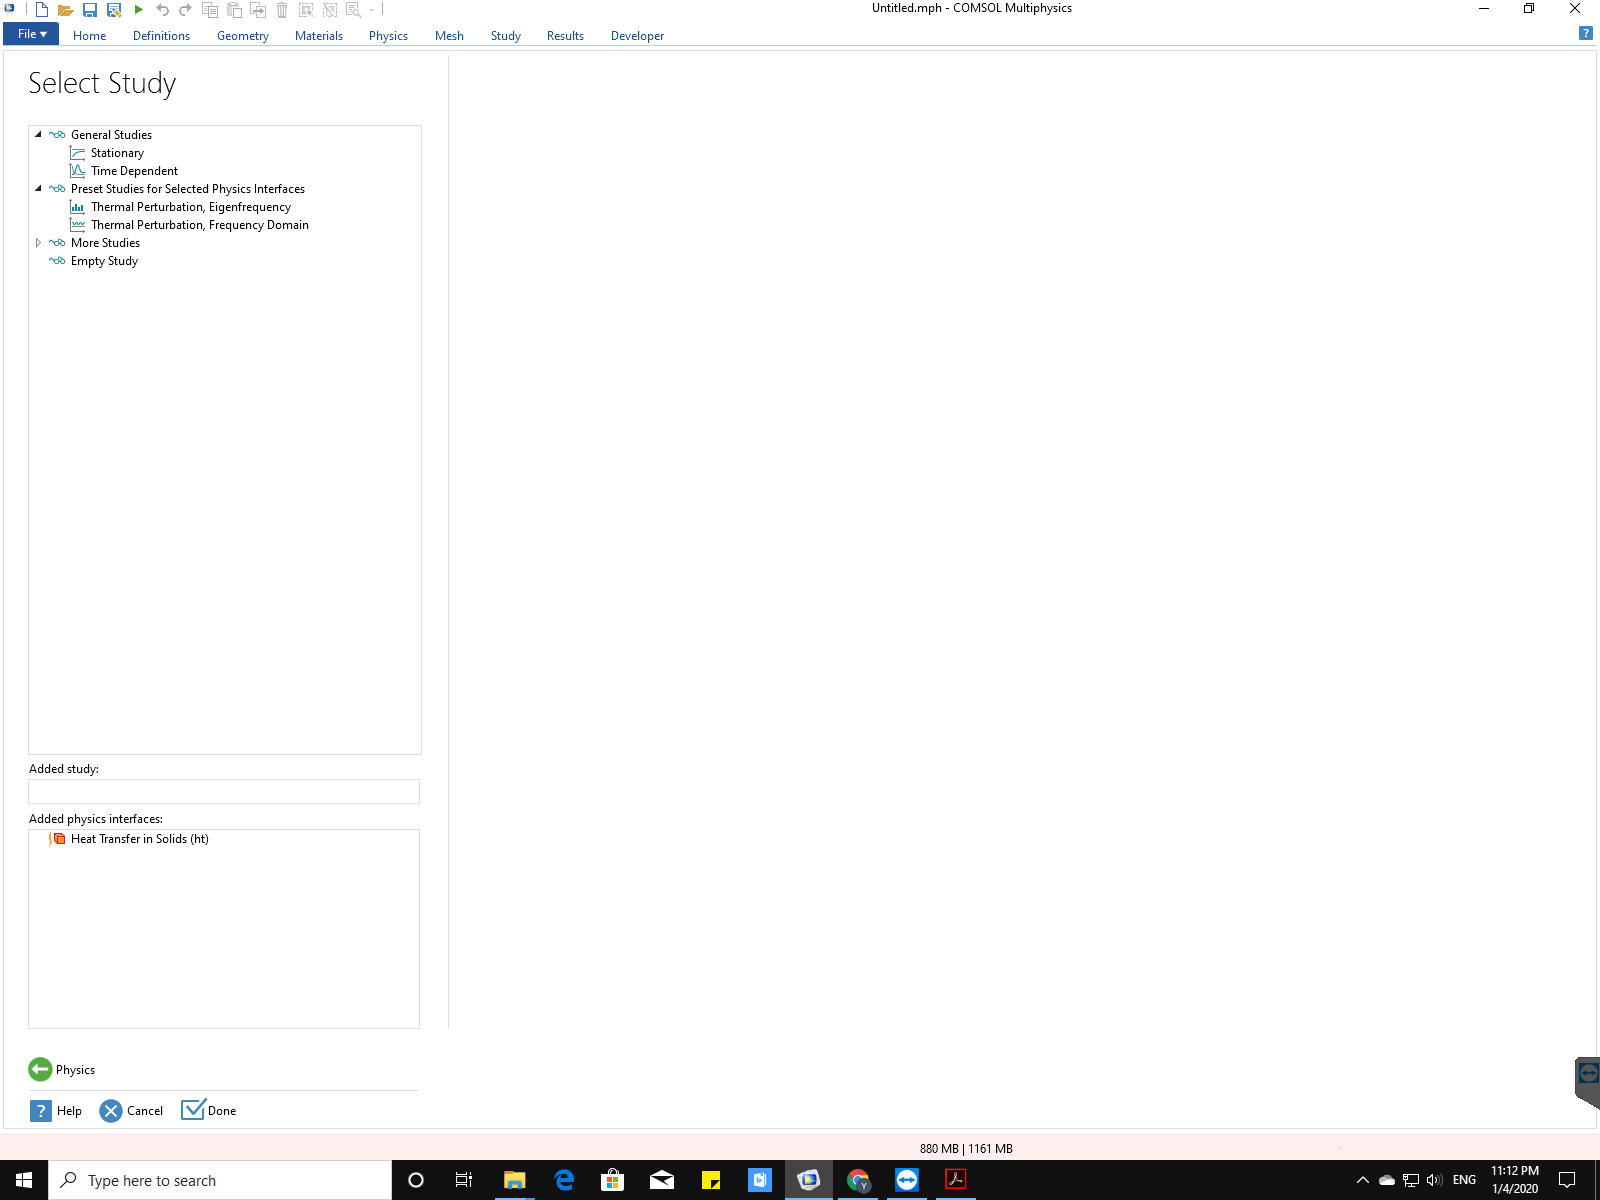 Untitled.mph - COMSOL Multiphysics
File Home Definitions Geometry Materials Physics Mesh Study Results Developer ?
Select Study
General Studies
Stationary
Time Dependent
Preset Studies for Selected Physics Interfaces
Thermal Perturbation, Eigenfrequency
Thermal Perturbation, Frequency Domain
More Studies
Empty Study
Added study:
Added physics interfaces:
Heat Transfer in Solids (ht)
Physics
? Help Cancel Done
880 MB | 1161 MB
Type here to search
Y
ENG
11:12 PM
1/4/2020